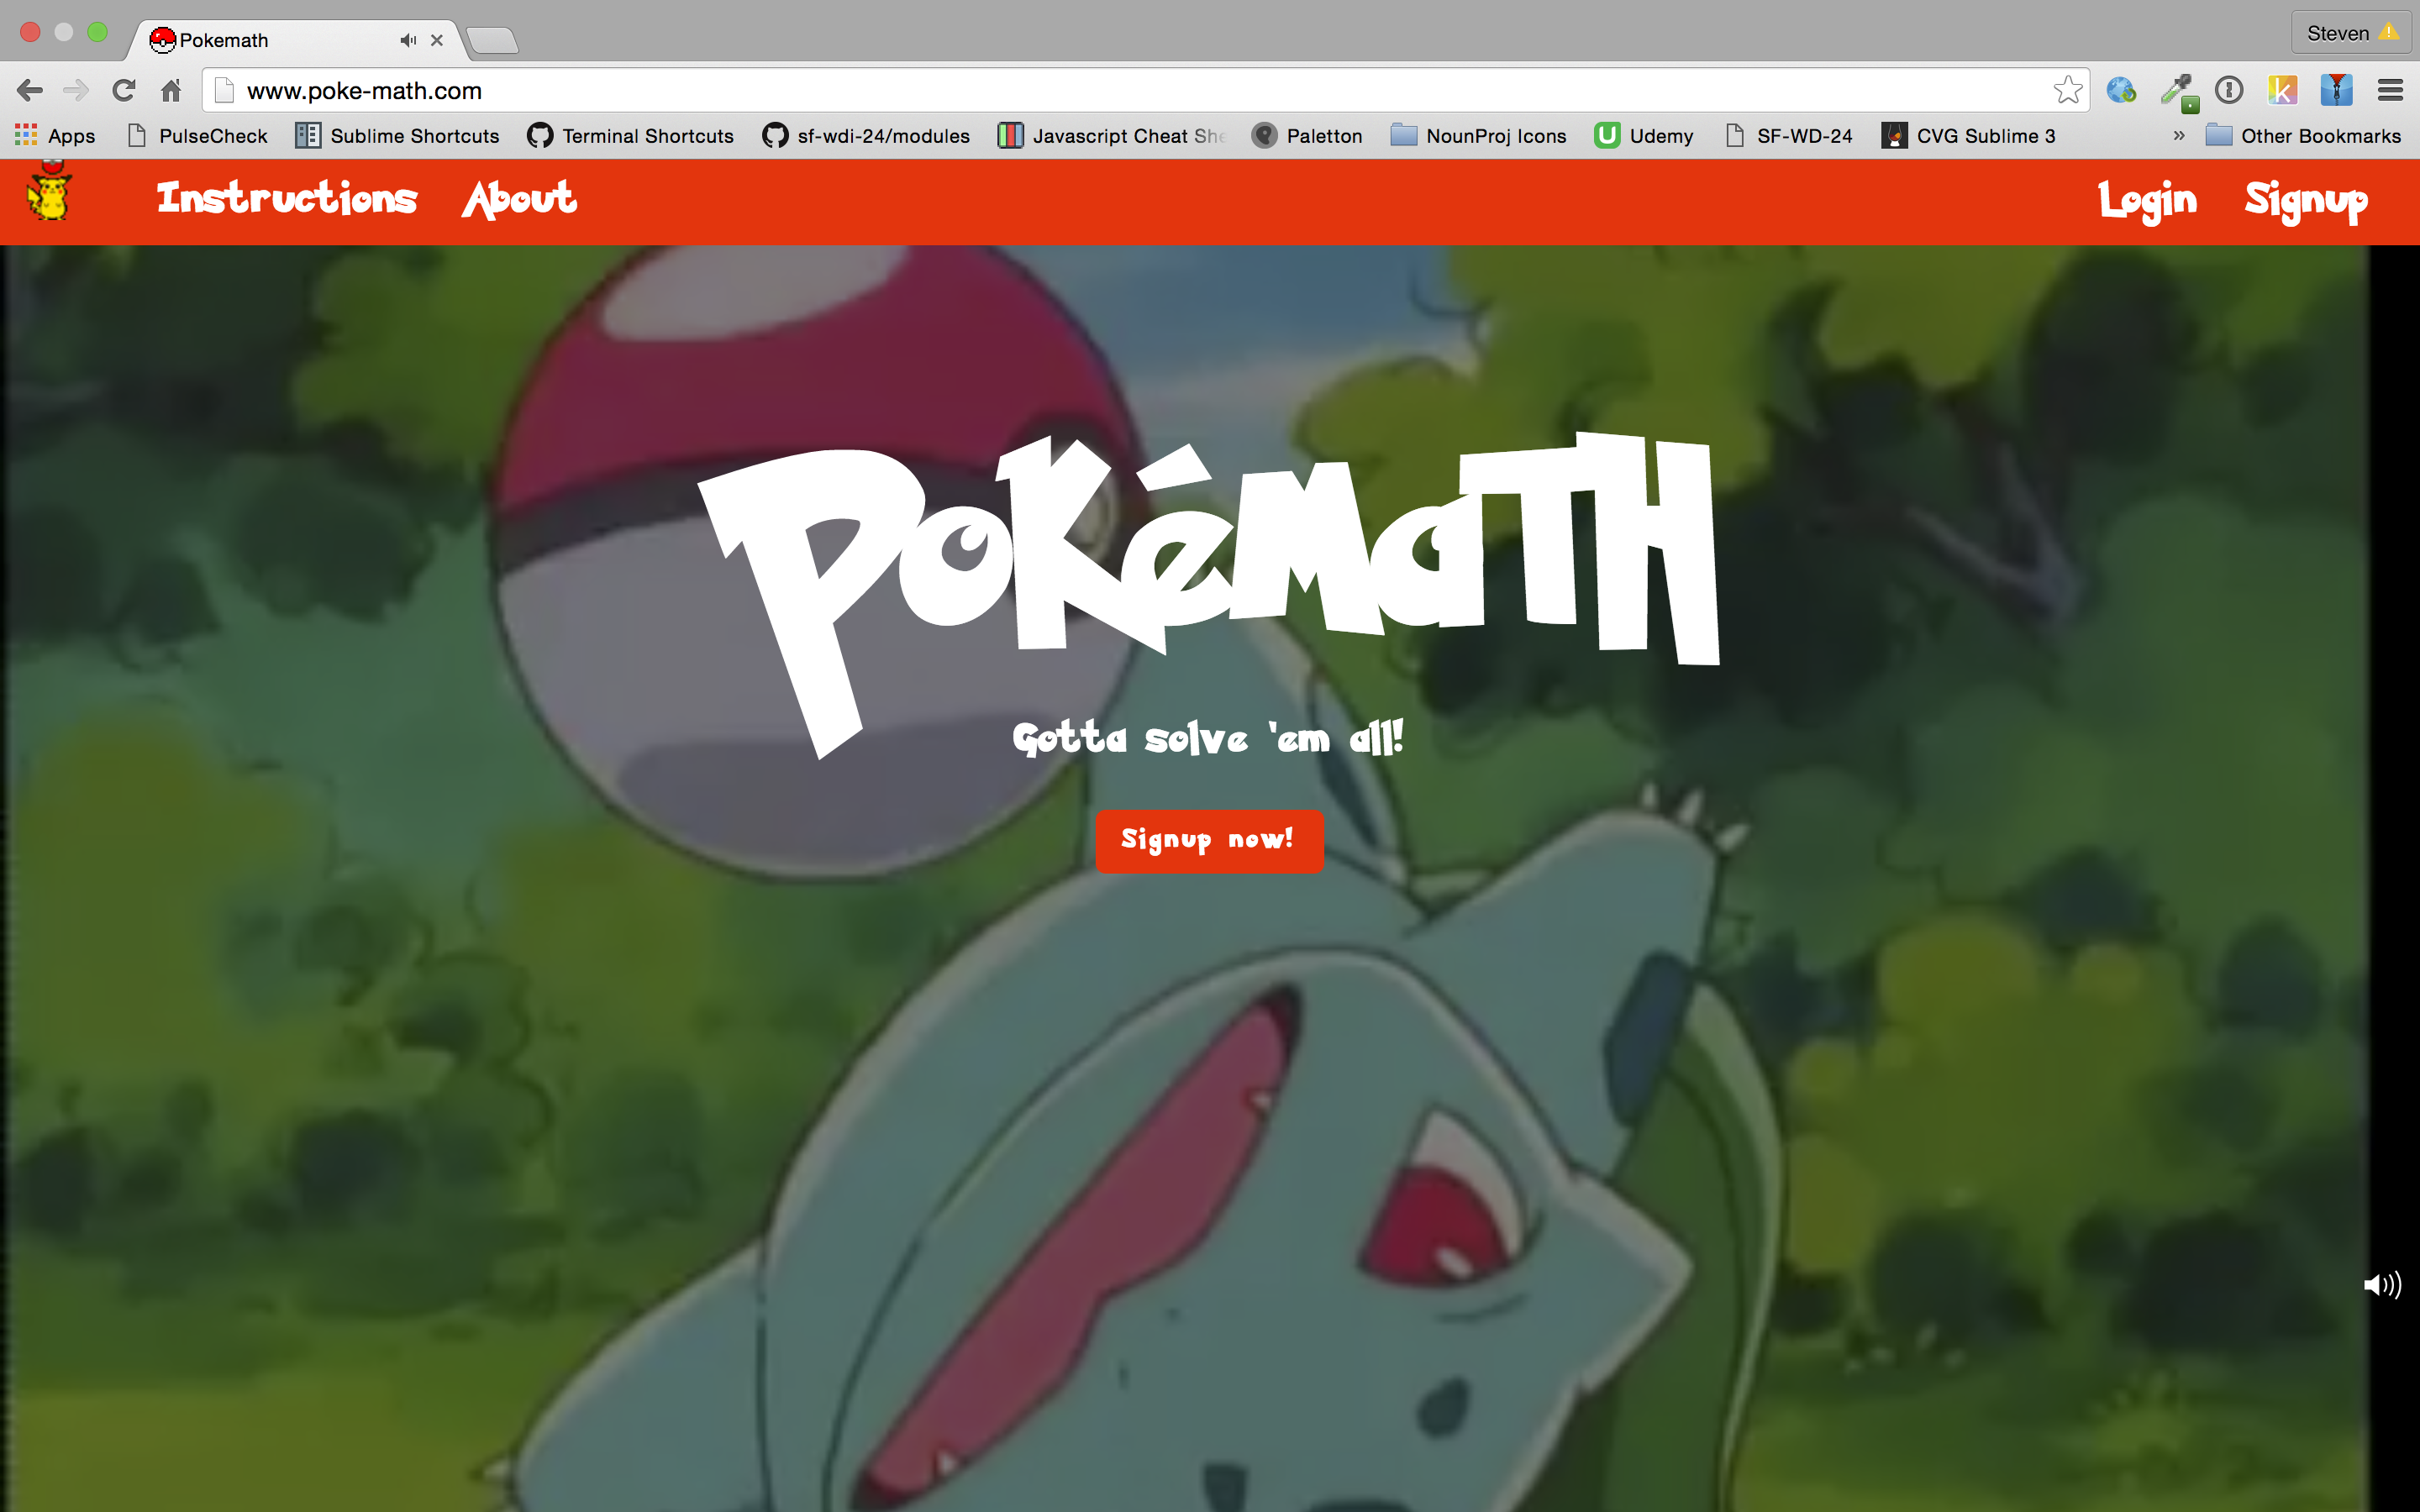 Pokemath
Steven
www.poke-math.com
Apps PulseCheck Sublime Shortcuts Terminal Shortcuts sf-wdi-24/modules Javascript Cheat She Paletton NounProj Icons Udemy SF-WD-24 CVG Sublime 3 » Other Bookmarks
Instructions About Login Signup
PoKéMaTH
Gotta solve 'em all!
Signup now!